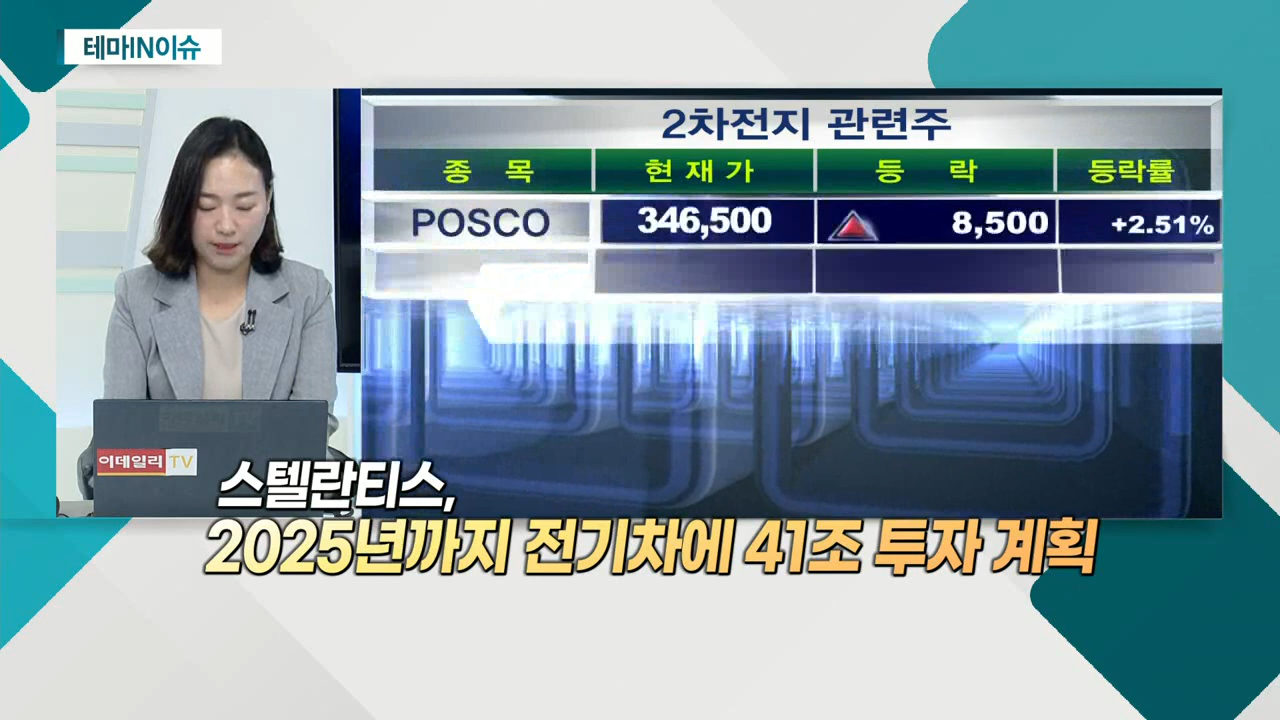 테마IN이슈
2차전지 관련주
종 목 현 재 가 등 락 등락률
POSCO 346,500 ▲ 8,500 +2.51%
이데일리 TV
스텔란티스,
2025년까지 전기차에 41조 투자 계획